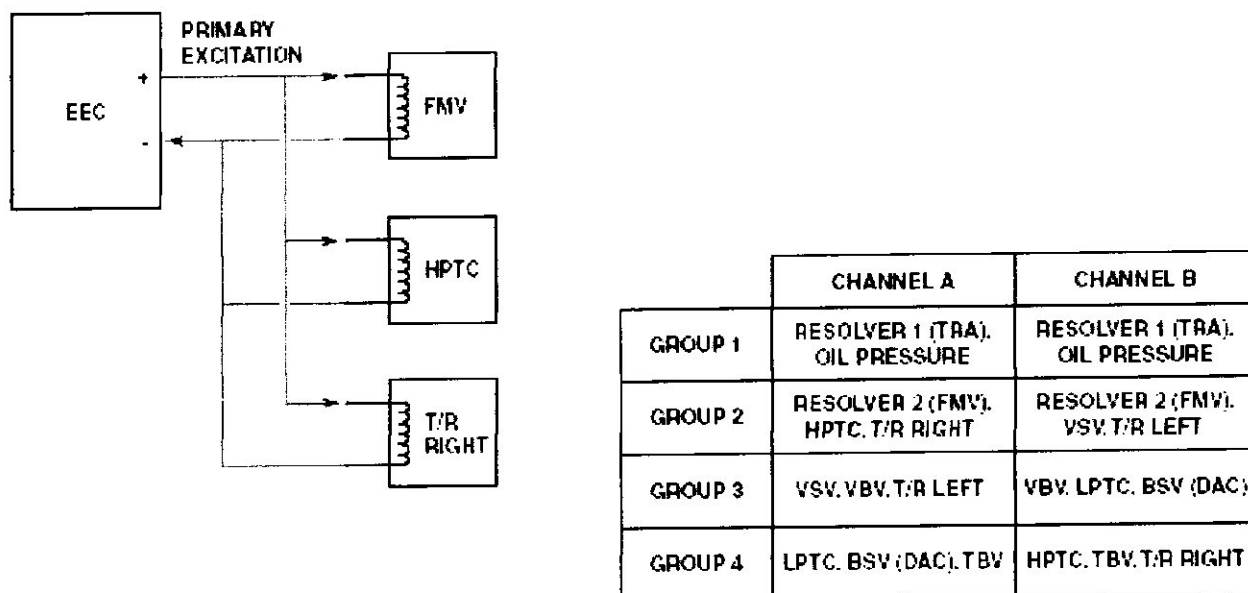 PRIMARY
EXCITATION
+
EEC
-
FMV
HPTC
T/R
RIGHT
CHANNEL A
CHANNEL B
GROUP 1
RESOLVER 1 (TRA).
OIL PRESSURE
RESOLVER 1 (TRA).
OIL PRESSURE
GROUP 2
RESOLVER 2 (FMV).
HPTC. T/R RIGHT
RESOLVER 2 (FMV).
VSV. T/R LEFT
GROUP 3
VSV. VBV. T/R LEFT
VBV. LPTC. BSV (DAC)
GROUP 4
LPTC. BSV (DAC). TBV
HPTC. TBV. T/R RIGHT